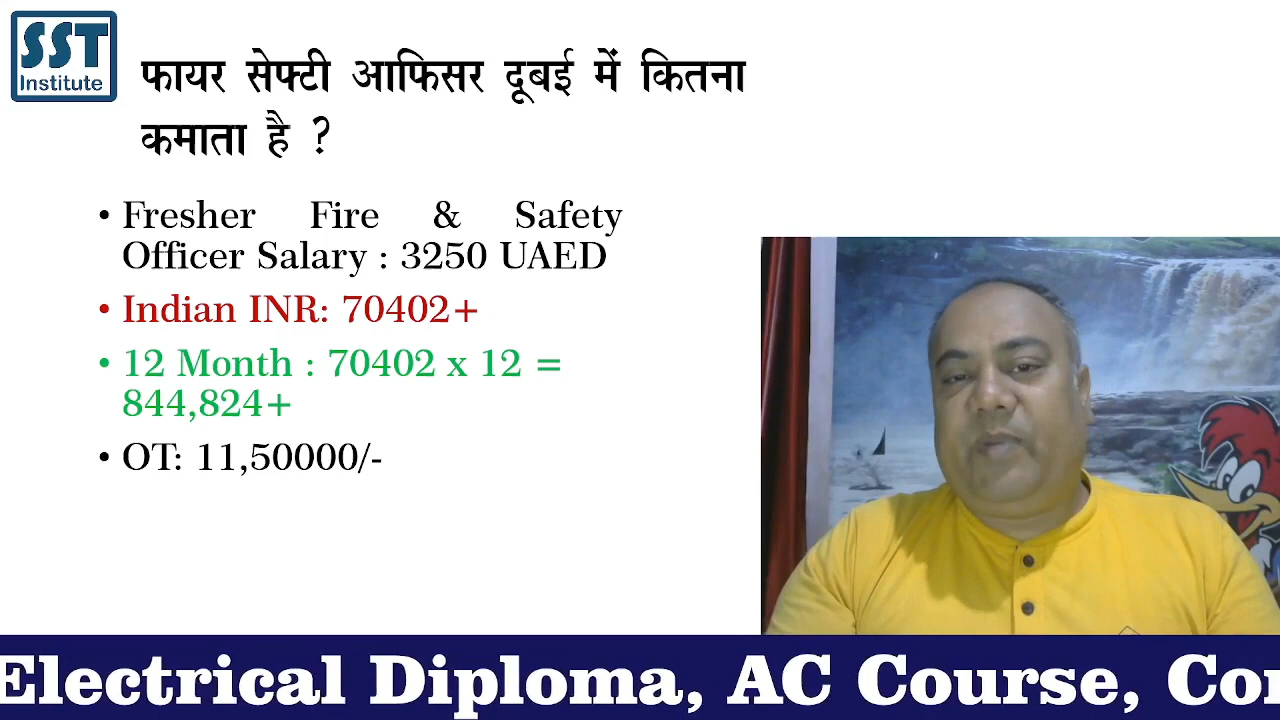 SST
Institute
फायर सेफ्टी आफिसर दूबई में कितना
कमाता है ?
• Fresher Fire & Safety
Officer Salary : 3250 UAED
• Indian INR: 70402+
• 12 Month : 70402 x 12 =
844,824+
• OT: 11,50000/-
Electrical Diploma, AC Course, Con